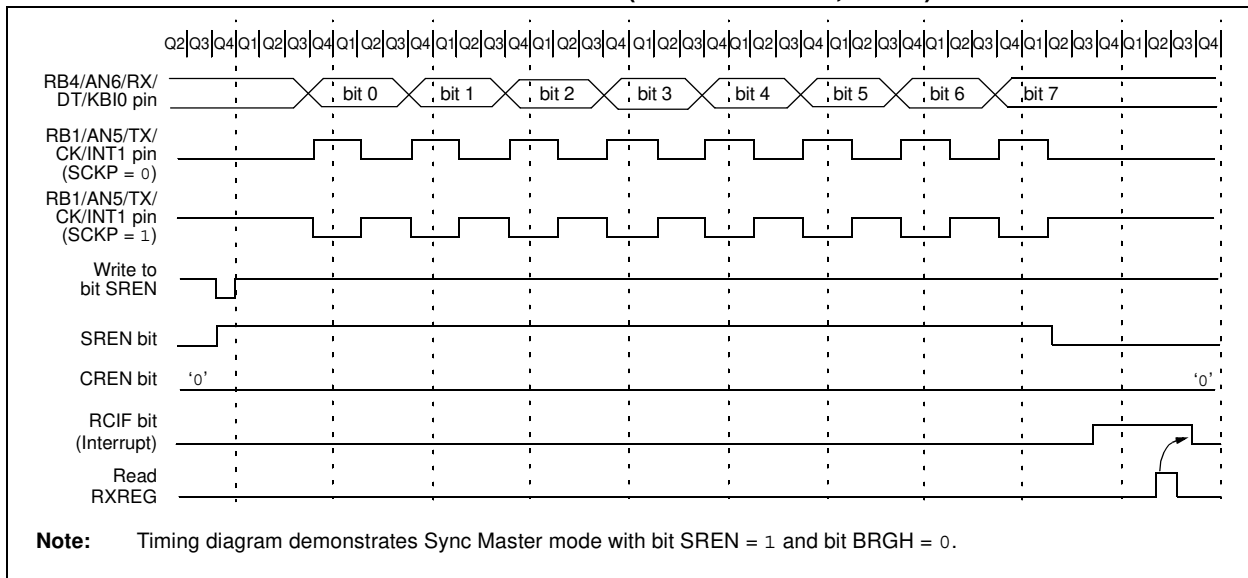 Q2 Q3 Q4 Q1 Q2 Q3 Q4 Q1 Q2 Q3 Q4 Q1 Q2 Q3 Q4 Q1 Q2 Q3 Q4 Q1 Q2 Q3 Q4 Q1 Q2 Q3 Q4 Q1 Q2 Q3 Q4 Q1 Q2 Q3 Q4 Q1 Q2 Q3 Q4 Q1 Q2 Q3 Q4
RB4/AN6/RX/
DT/KBI0 pin
bit 0 bit 1 bit 2 bit 3 bit 4 bit 5 bit 6 bit 7
RB1/AN5/TX/
CK/INT1 pin
(SCKP = 0)
RB1/AN5/TX/
CK/INT1 pin
(SCKP = 1)
Write to
bit SREN
SREN bit
CREN bit ‘0’ ‘0’
RCIF bit
(Interrupt)
Read
RXREG
Note: Timing diagram demonstrates Sync Master mode with bit SREN = 1 and bit BRGH = 0.